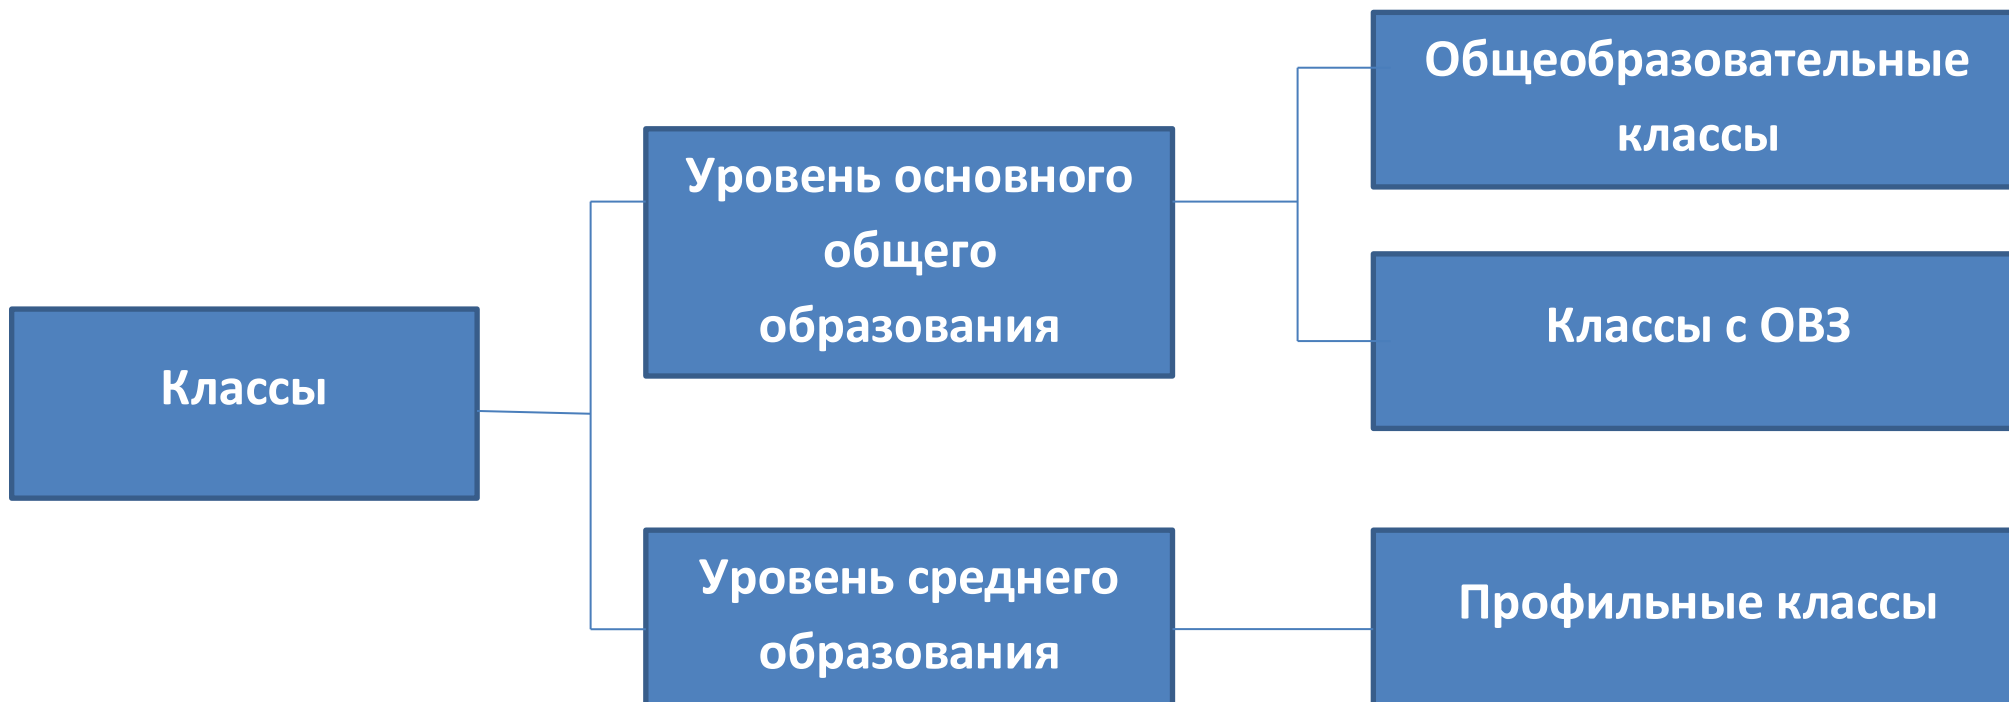 Классы
Уровень основного
общего
образования
Общеобразовательные
классы
Классы с ОВЗ
Уровень среднего
образования
Профильные классы